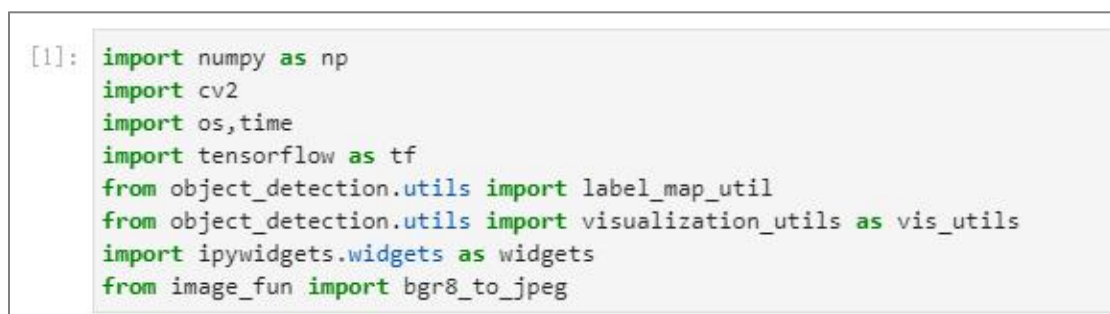 [1]: import numpy as np
import cv2
import os,time
import tensorflow as tf
from object_detection.utils import label_map_util
from object_detection.utils import visualization_utils as vis_utils
import ipywidgets.widgets as widgets
from image_fun import bgr8_to_jpeg